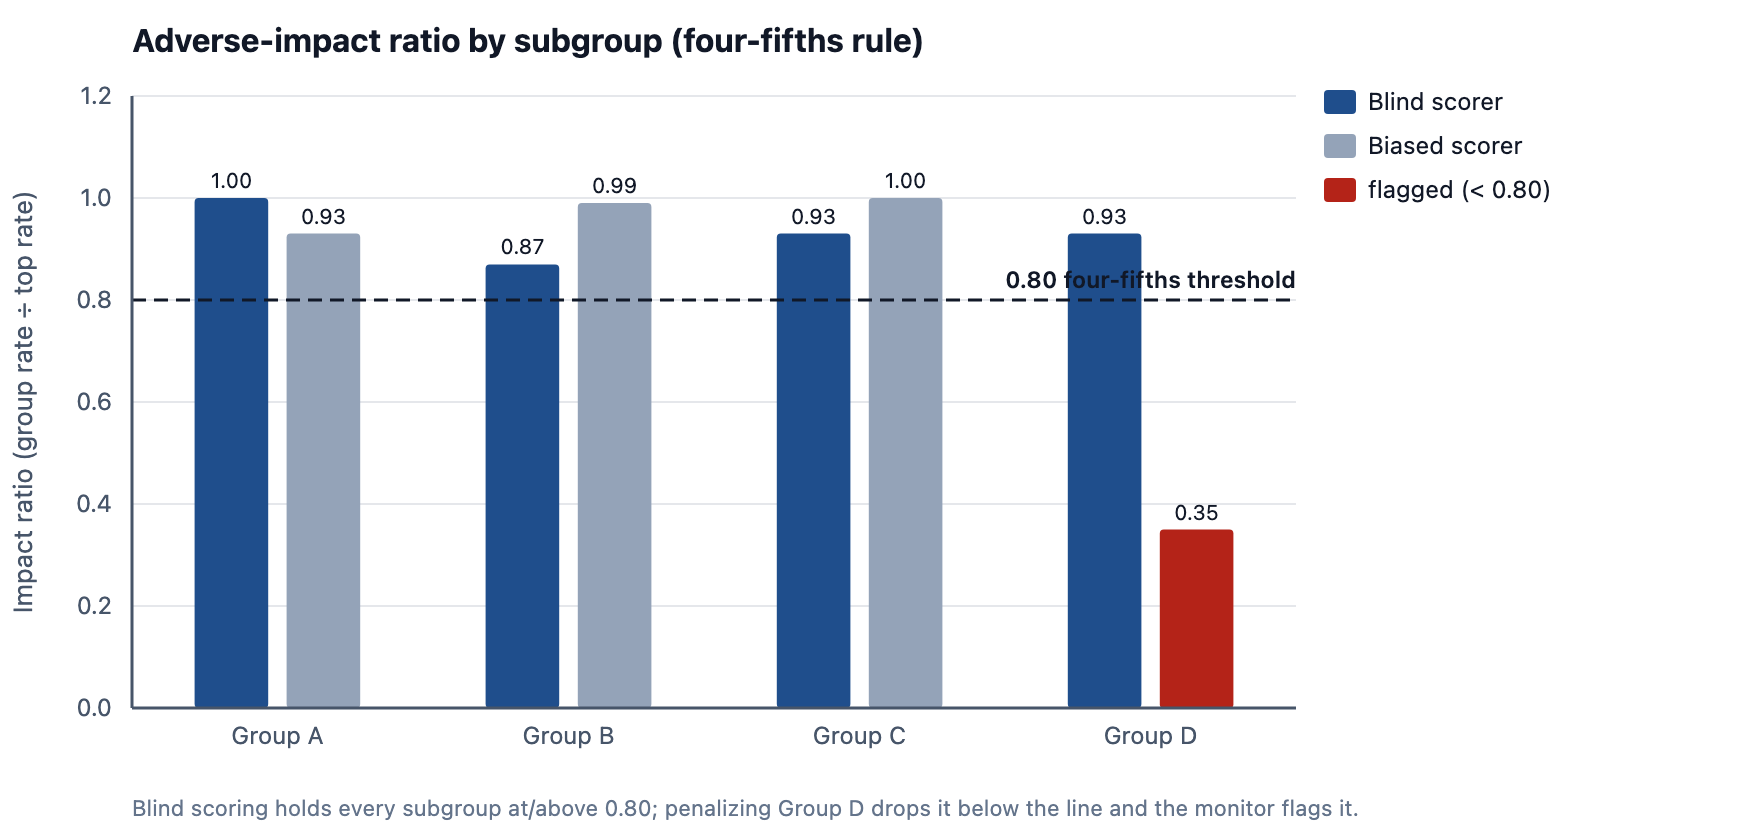 Adverse-impact ratio by subgroup (four-fifths rule)
Blind scorer
Biased scorer
flagged (< 0.80)
Impact ratio (group rate ÷ top rate)
1.2
1.0
0.8
0.6
0.4
0.2
0.0
1.00
0.93
0.87
0.99
0.93
1.00
0.93
0.35
0.80 four-fifths threshold
Group A
Group B
Group C
Group D
Blind scoring holds every subgroup at/above 0.80; penalizing Group D drops it below the line and the monitor flags it.